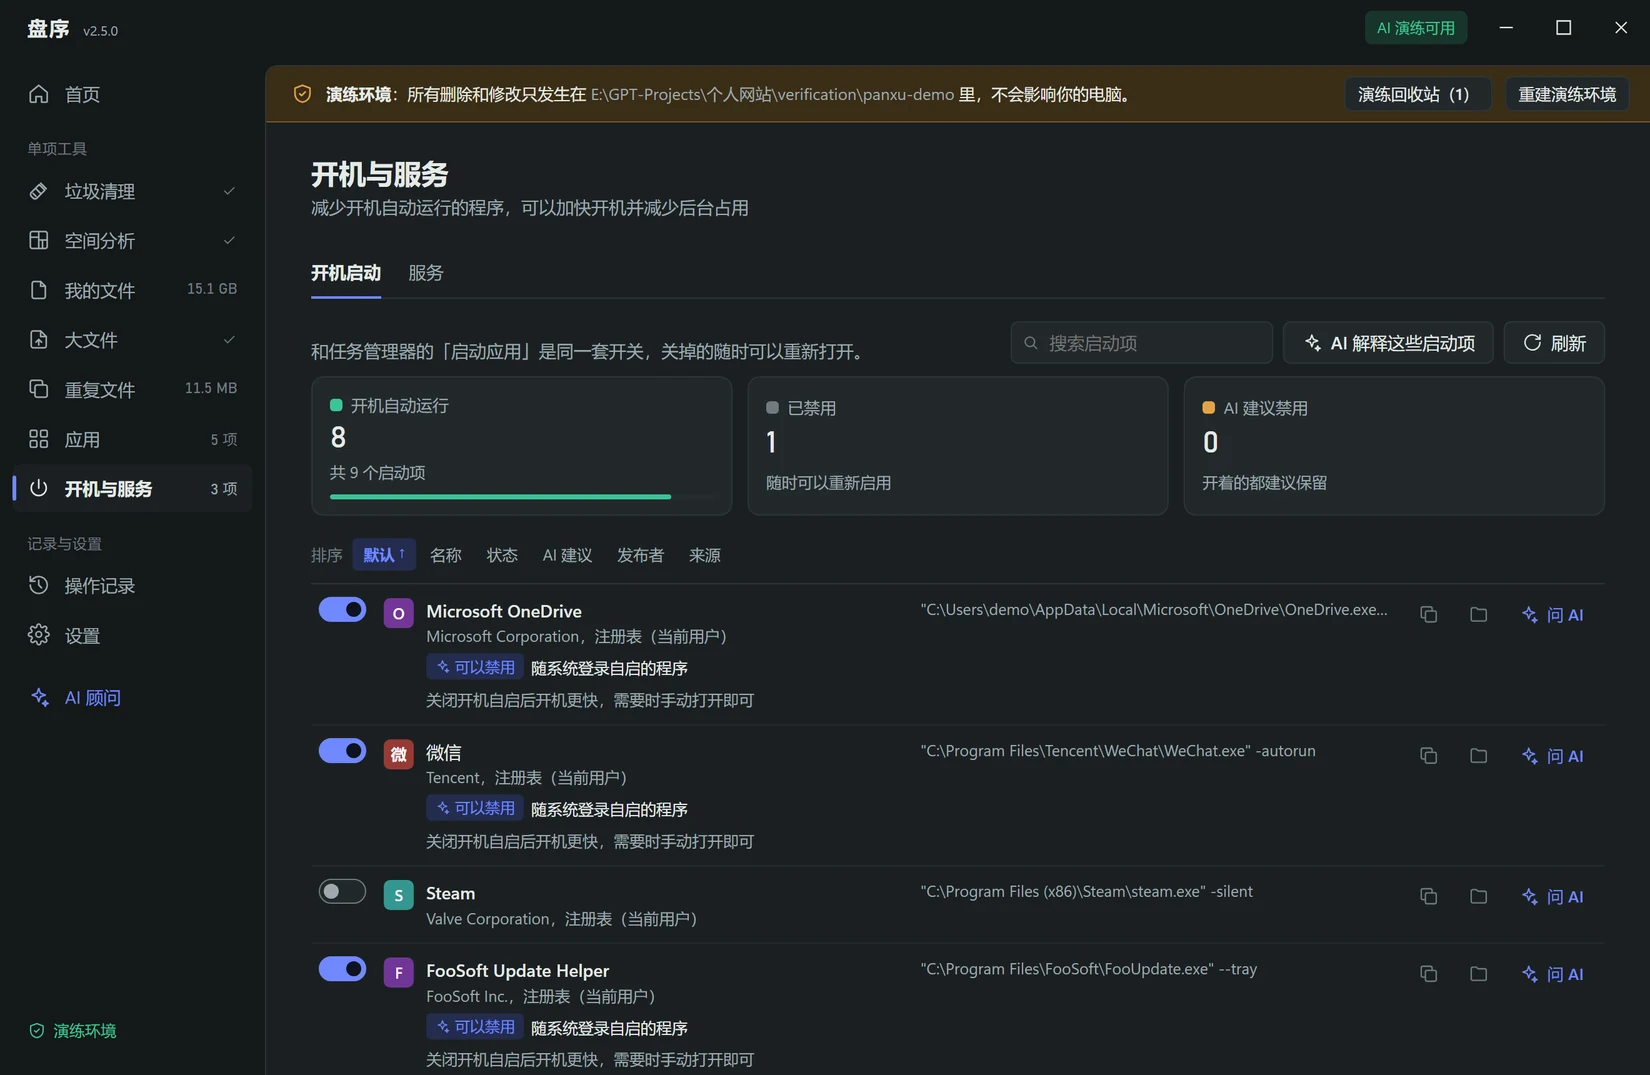 盘序 v2.5.0
AI 演练可用
首页
单项工具
垃圾清理
空间分析
我的文件 15.1 GB
大文件
重复文件 11.5 MB
应用 5 项
开机与服务 3 项
记录与设置
操作记录
设置
AI 顾问
演练环境
演练环境：所有删除和修改只发生在 E:\GPT-Projects\个人网站\verification\panxu-demo 里，不会影响你的电脑。
演练回收站（1）
重建演练环境
开机与服务
减少开机自动运行的程序，可以加快开机并减少后台占用
开机启动 服务
和任务管理器的「启动应用」是同一套开关，关掉的随时可以重新打开。
搜索启动项
AI 解释这些启动项
刷新
开机自动运行
8
共 9 个启动项
已禁用
1
随时可以重新启用
AI 建议禁用
0
开着的都建议保留
排序 默认 ↑ 名称 状态 AI 建议 发布者 来源
O Microsoft OneDrive "C:\Users\demo\AppData\Local\Microsoft\OneDrive\OneDrive.exe... 问 AI
Microsoft Corporation，注册表（当前用户）
可以禁用 随系统登录自启的程序
关闭开机自启后开机更快，需要时手动打开即可
微 微信 "C:\Program Files\Tencent\WeChat\WeChat.exe" -autorun 问 AI
Tencent，注册表（当前用户）
可以禁用 随系统登录自启的程序
关闭开机自启后开机更快，需要时手动打开即可
S Steam "C:\Program Files (x86)\Steam\steam.exe" -silent 问 AI
Valve Corporation，注册表（当前用户）
F FooSoft Update Helper "C:\Program Files\FooSoft\FooUpdate.exe" --tray 问 AI
FooSoft Inc.，注册表（当前用户）
可以禁用 随系统登录自启的程序
关闭开机自启后开机更快，需要时手动打开即可